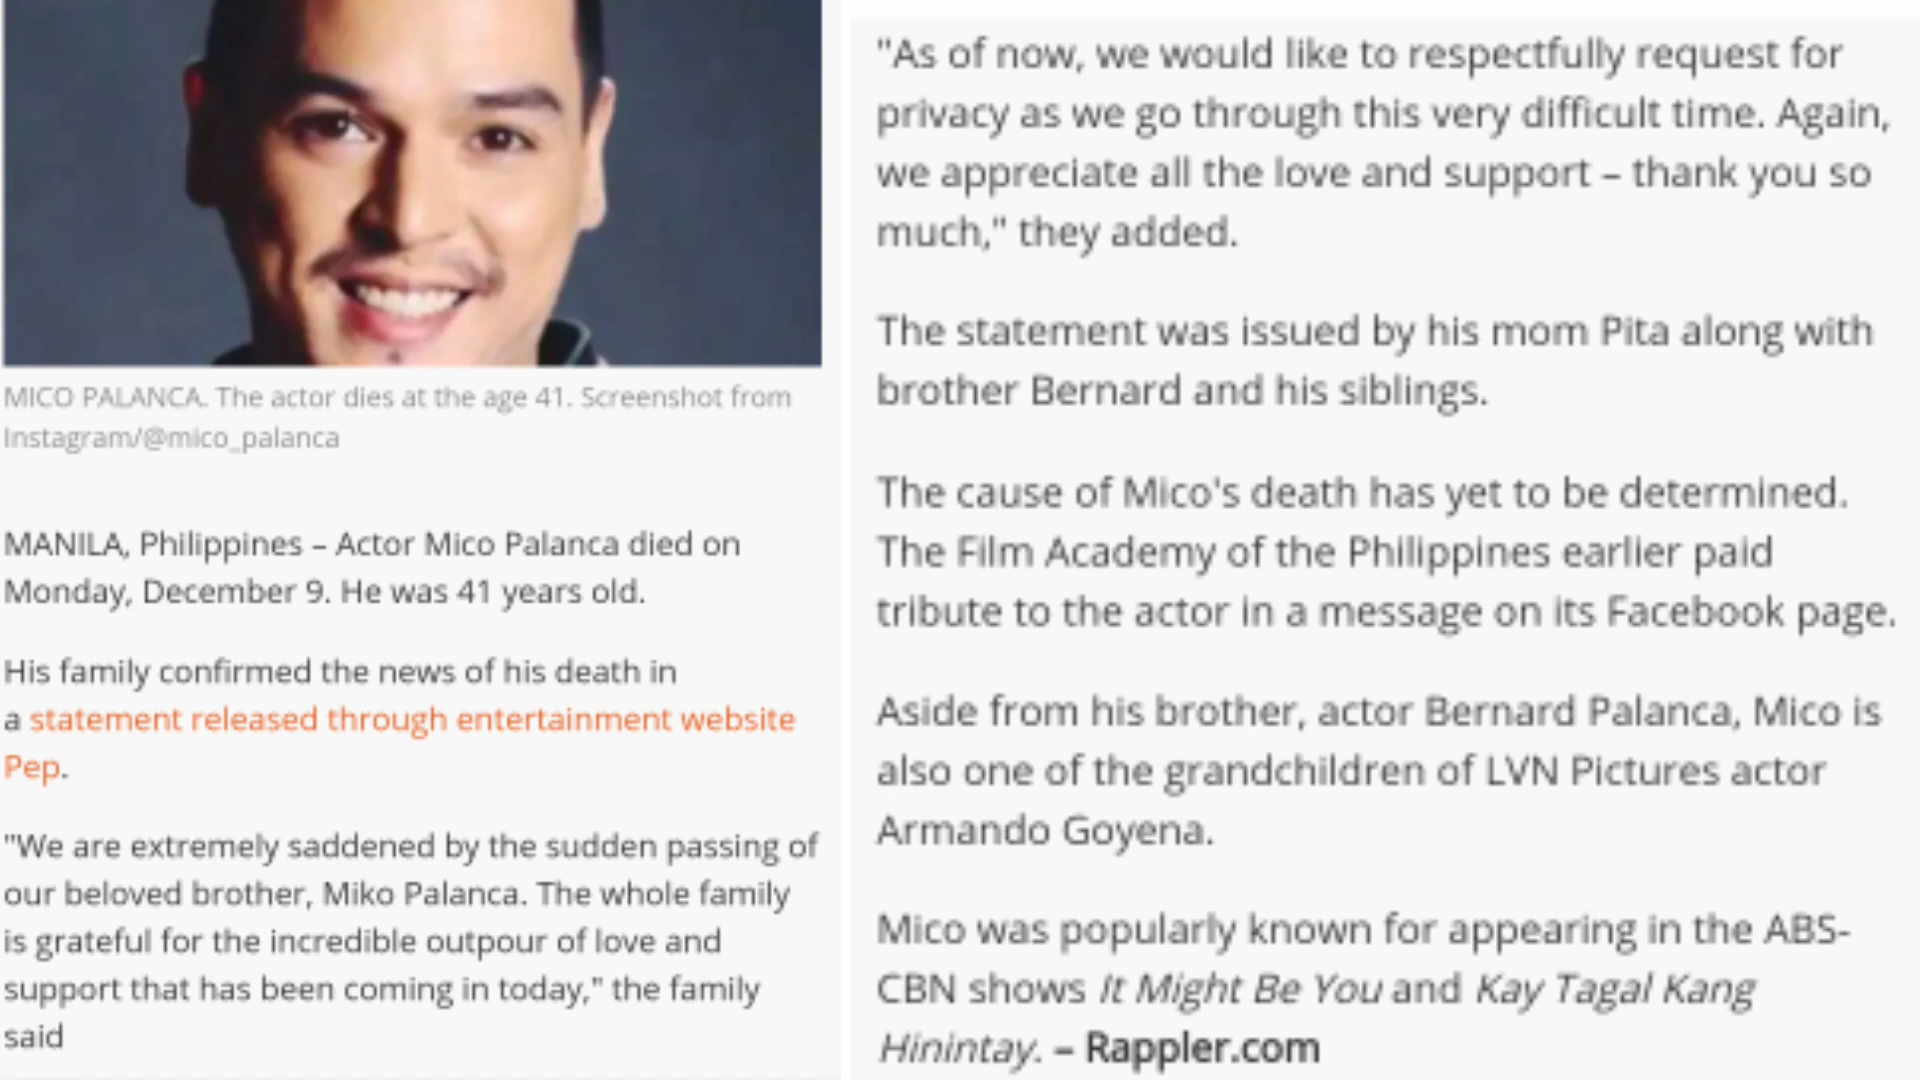 MICO PALANCA. The actor dies at the age 41. Screenshot from
Instagram/@mico_palanca
MANILA, Philippines – Actor Mico Palanca died on
Monday, December 9. He was 41 years old.
His family confirmed the news of his death in
a statement released through entertainment website
Pep.
"We are extremely saddened by the sudden passing of
our beloved brother, Miko Palanca. The whole family
is grateful for the incredible outpour of love and
support that has been coming in today," the family
said
"As of now, we would like to respectfully request for
privacy as we go through this very difficult time. Again,
we appreciate all the love and support – thank you so
much," they added.
The statement was issued by his mom Pita along with
brother Bernard and his siblings.
The cause of Mico's death has yet to be determined.
The Film Academy of the Philippines earlier paid
tribute to the actor in a message on its Facebook page.
Aside from his brother, actor Bernard Palanca, Mico is
also one of the grandchildren of LVN Pictures actor
Armando Goyena.
Mico was popularly known for appearing in the ABS-
CBN shows It Might Be You and Kay Tagal Kang
Hinintay. – Rappler.com